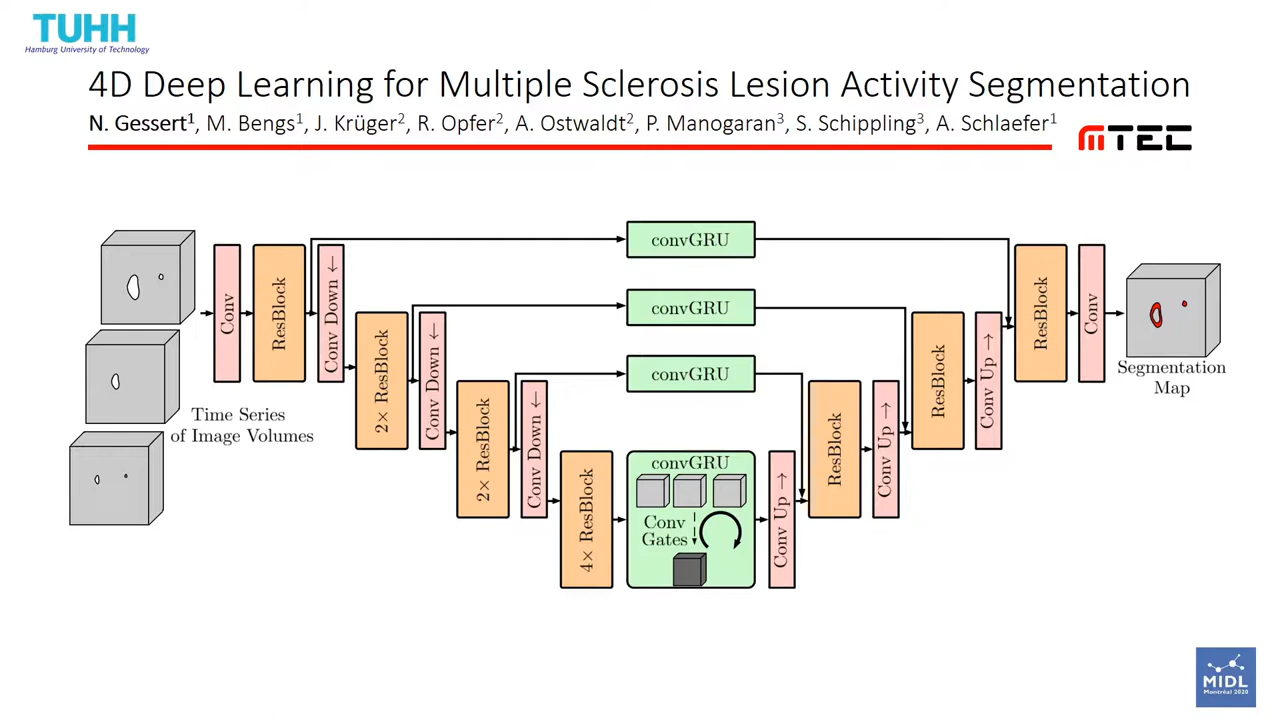 TUHH
Hamburg University of Technology
4D Deep Learning for Multiple Sclerosis Lesion Activity Segmentation
N. Gessert¹, M. Bengs¹, J. Krüger², R. Opfer², A. Ostwaldt², P. Manogaran³, S. Schippling³, A. Schlaefer¹
MTEC
Time Series
of Image Volumes
Conv
ResBlock
Conv Down ←
2× ResBlock
Conv Down ←
2× ResBlock
Conv Down ←
4× ResBlock
convGRU
convGRU
convGRU
convGRU
Conv
Gates
Conv Up →
ResBlock
Conv Up →
ResBlock
Conv Up →
ResBlock
Conv
Segmentation
Map
MIDL
Montréal 2020